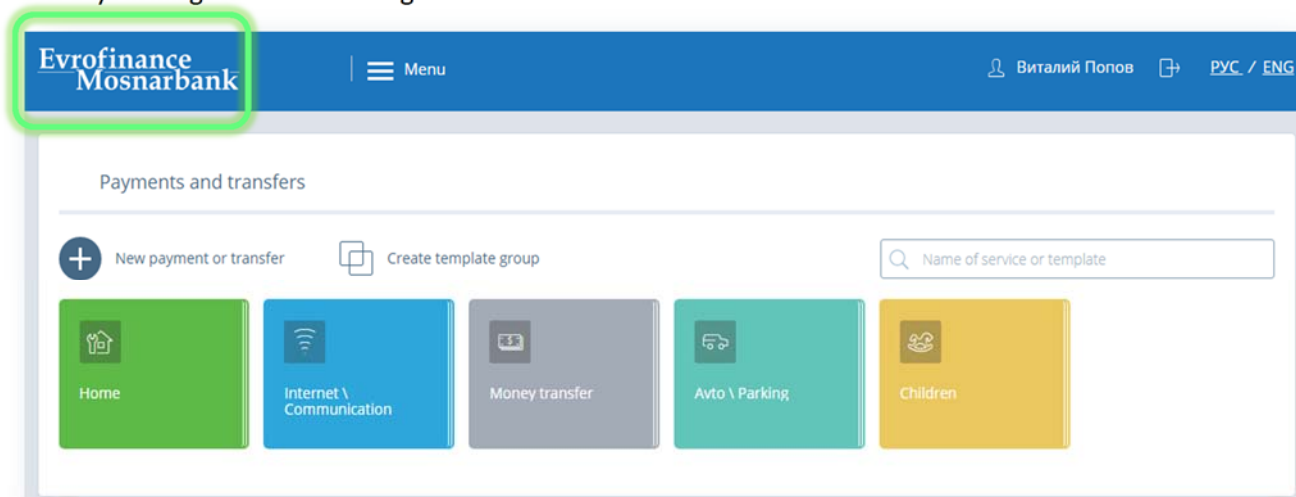 Evrofinance
Mosnarbank
Menu
Виталий Попов
РУС / ENG
Payments and transfers
New payment or transfer
Create template group
Name of service or template
Home
Internet \
Communication
Money transfer
Avto \ Parking
Children